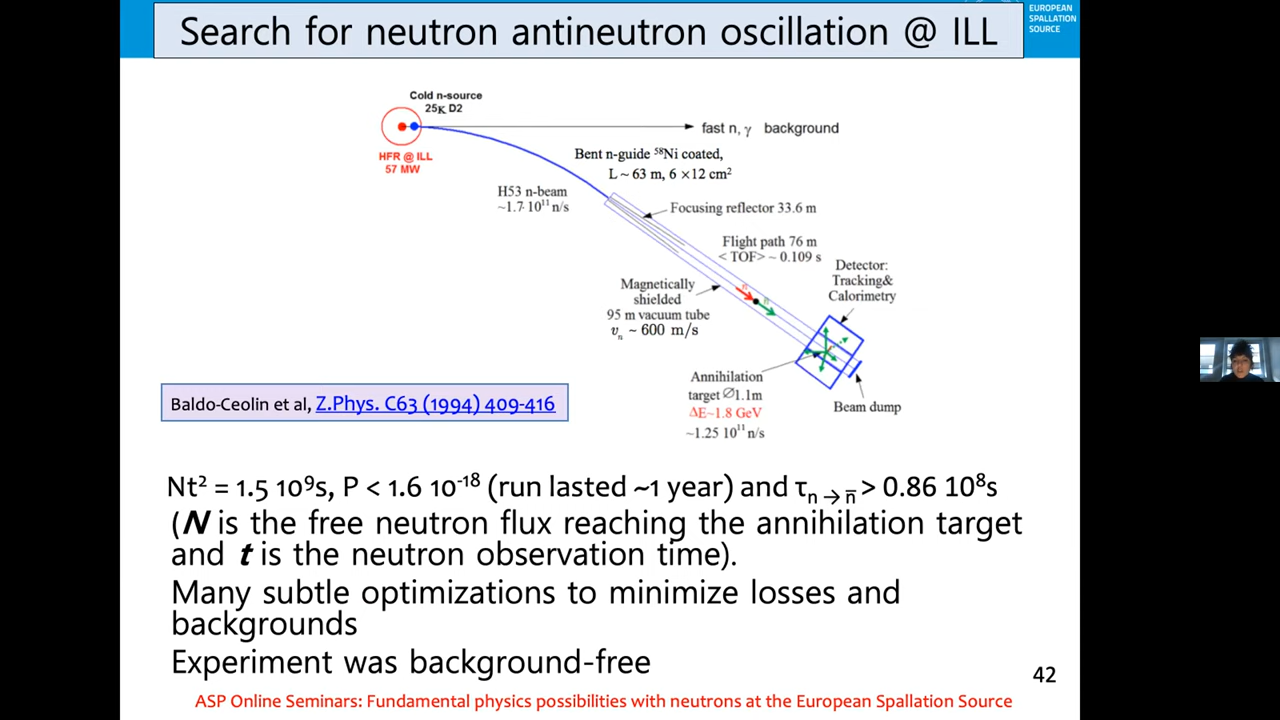 Search for neutron antineutron oscillation @ ILL
EUROPEAN
SPALLATION
SOURCE
Cold n-source
25K D2
fast n, γ background
HFR @ ILL
57 MW
Bent n-guide ⁵⁸Ni coated,
L ~ 63 m, 6 × 12 cm²
H53 n-beam
~1.7·10¹¹ n/s
Focusing reflector 33.6 m
Flight path 76 m
< TOF> ~ 0.109 s
Detector:
Tracking&
Calorimetry
Magnetically
shielded
95 m vacuum tube
vₙ ~ 600 m/s
n
Annihilation
target ∅1.1m
ΔE~1.8 GeV
~1.25 10¹¹ n/s
Beam dump
Baldo-Ceolin et al, Z.Phys. C63 (1994) 409-416
Nt² = 1.5 10⁹s, P < 1.6 10⁻¹⁸ (run lasted ~1 year) and τn → n̅ > 0.86 10⁸s
(N is the free neutron flux reaching the annihilation target
and t is the neutron observation time).
Many subtle optimizations to minimize losses and
backgrounds
Experiment was background-free
42
ASP Online Seminars: Fundamental physics possibilities with neutrons at the European Spallation Source